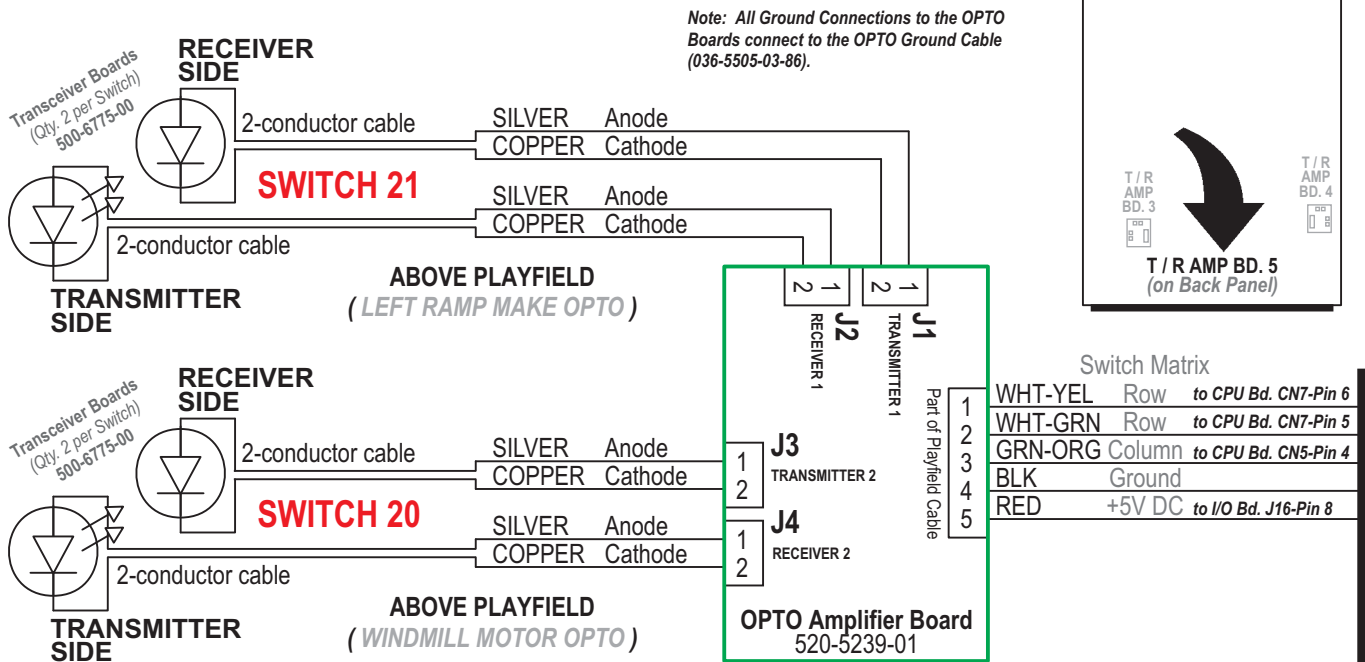 Note: All Ground Connections to the OPTO
Boards connect to the OPTO Ground Cable
(036-5505-03-86).
Transceiver Boards
(Qty. 2 per Switch)
500-6775-00
RECEIVER
SIDE
2-conductor cable
SILVER Anode
COPPER Cathode
SWITCH 21
SILVER Anode
COPPER Cathode
2-conductor cable
TRANSMITTER
SIDE
ABOVE PLAYFIELD
( LEFT RAMP MAKE OPTO )
T / R
AMP
BD. 3
T / R
AMP
BD. 4
T / R AMP BD. 5
(on Back Panel)
2 1
J2
RECEIVER 1
2 1
J1
TRANSMITTER 1
Transceiver Boards
(Qty. 2 per Switch)
500-6775-00
RECEIVER
SIDE
2-conductor cable
SILVER Anode
COPPER Cathode
SWITCH 20
SILVER Anode
COPPER Cathode
2-conductor cable
TRANSMITTER
SIDE
ABOVE PLAYFIELD
( WINDMILL MOTOR OPTO )
1
2
J3
TRANSMITTER 2
1
2
J4
RECEIVER 2
OPTO Amplifier Board
520-5239-01
Part of Playfield Cable
Switch Matrix
1 WHT-YEL Row to CPU Bd. CN7-Pin 6
2 WHT-GRN Row to CPU Bd. CN7-Pin 5
3 GRN-ORG Column to CPU Bd. CN5-Pin 4
4 BLK Ground
5 RED +5V DC to I/O Bd. J16-Pin 8